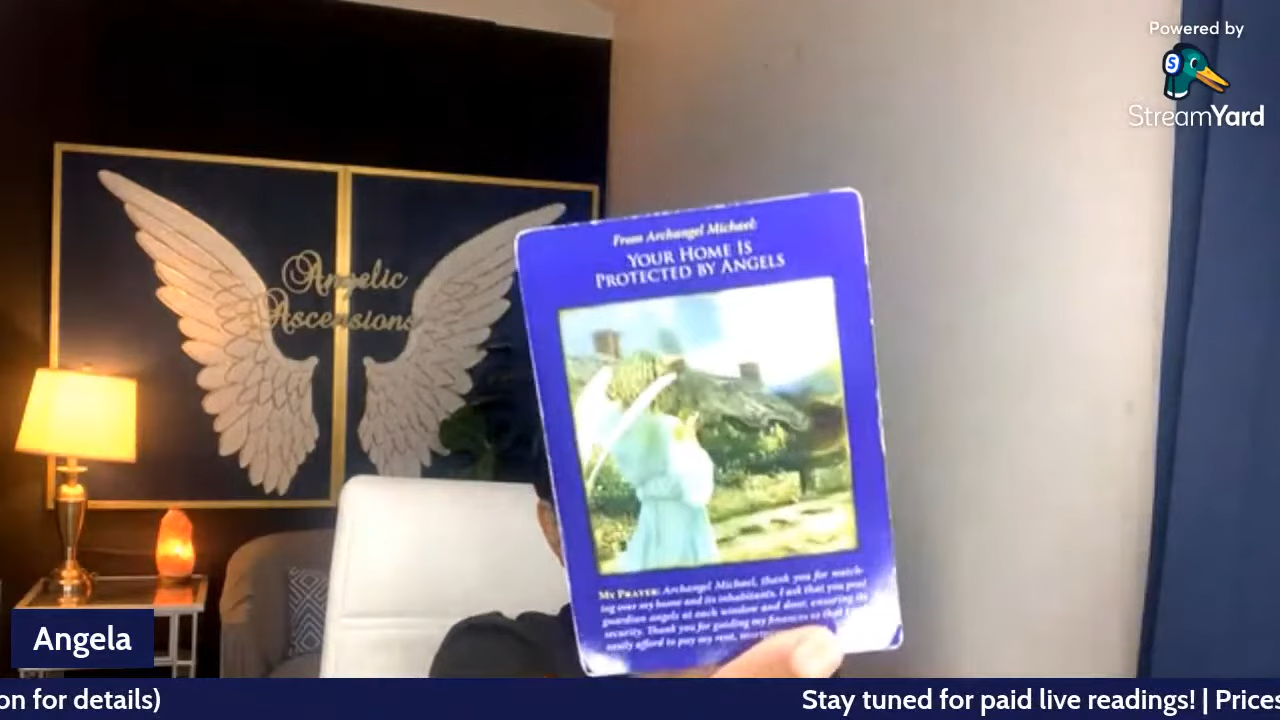 Powered by
StreamYard
Angelic
Ascensions
From Archangel Michael:
YOUR HOME IS
PROTECTED BY ANGELS
MY PRAYER: Archangel Michael, thank you for watch-
ing over my home and its inhabitants. I ask that you post
guardian angels at each window and door, ensuring its
security. Thank you for guiding my finances so that I
easily afford to pay my rent,
Angela
on for details)
Stay tuned for paid live readings! | Prices